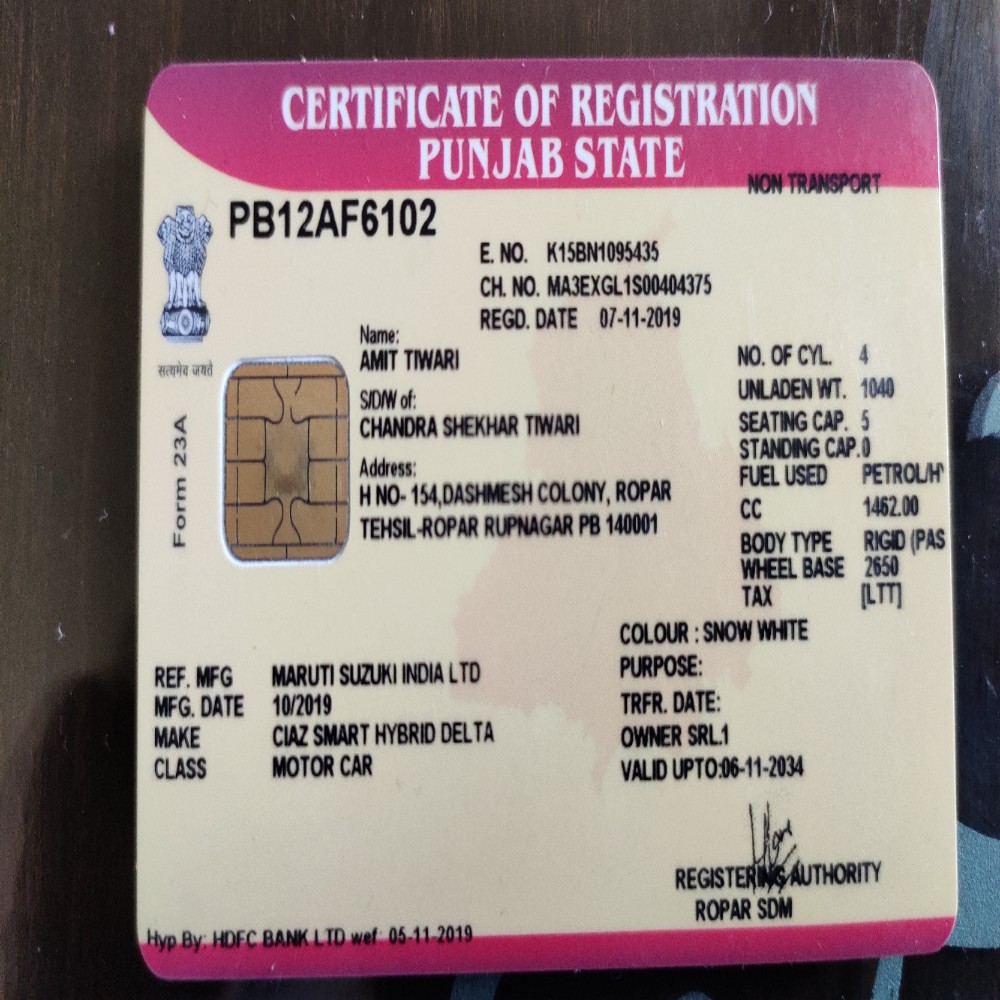 CERTIFICATE OF REGISTRATION
PUNJAB STATE
NON TRANSPORT
PB12AF6102
E. NO. K15BN1095435
CH. NO. MA3EXGL1S00404375
REGD. DATE 07-11-2019
सत्यमेव जयते
Form 23A
Name:
AMIT TIWARI
S/D/W of:
CHANDRA SHEKHAR TIWARI
Address:
H NO- 154,DASHMESH COLONY, ROPAR
TEHSIL-ROPAR RUPNAGAR PB 140001
NO. OF CYL. 4
UNLADEN WT. 1040
SEATING CAP. 5
STANDING CAP.0
FUEL USED PETROL/H
CC 1462.00
BODY TYPE RIGID (PAS
WHEEL BASE 2650
TAX [LTT]
COLOUR : SNOW WHITE
PURPOSE:
TRFR. DATE:
OWNER SRL.1
VALID UPTO:06-11-2034
REF. MFG MARUTI SUZUKI INDIA LTD
MFG. DATE 10/2019
MAKE CIAZ SMART HYBRID DELTA
CLASS MOTOR CAR
REGISTERING AUTHORITY
ROPAR SDM
Hyp By: HDFC BANK LTD wef: 05-11-2019